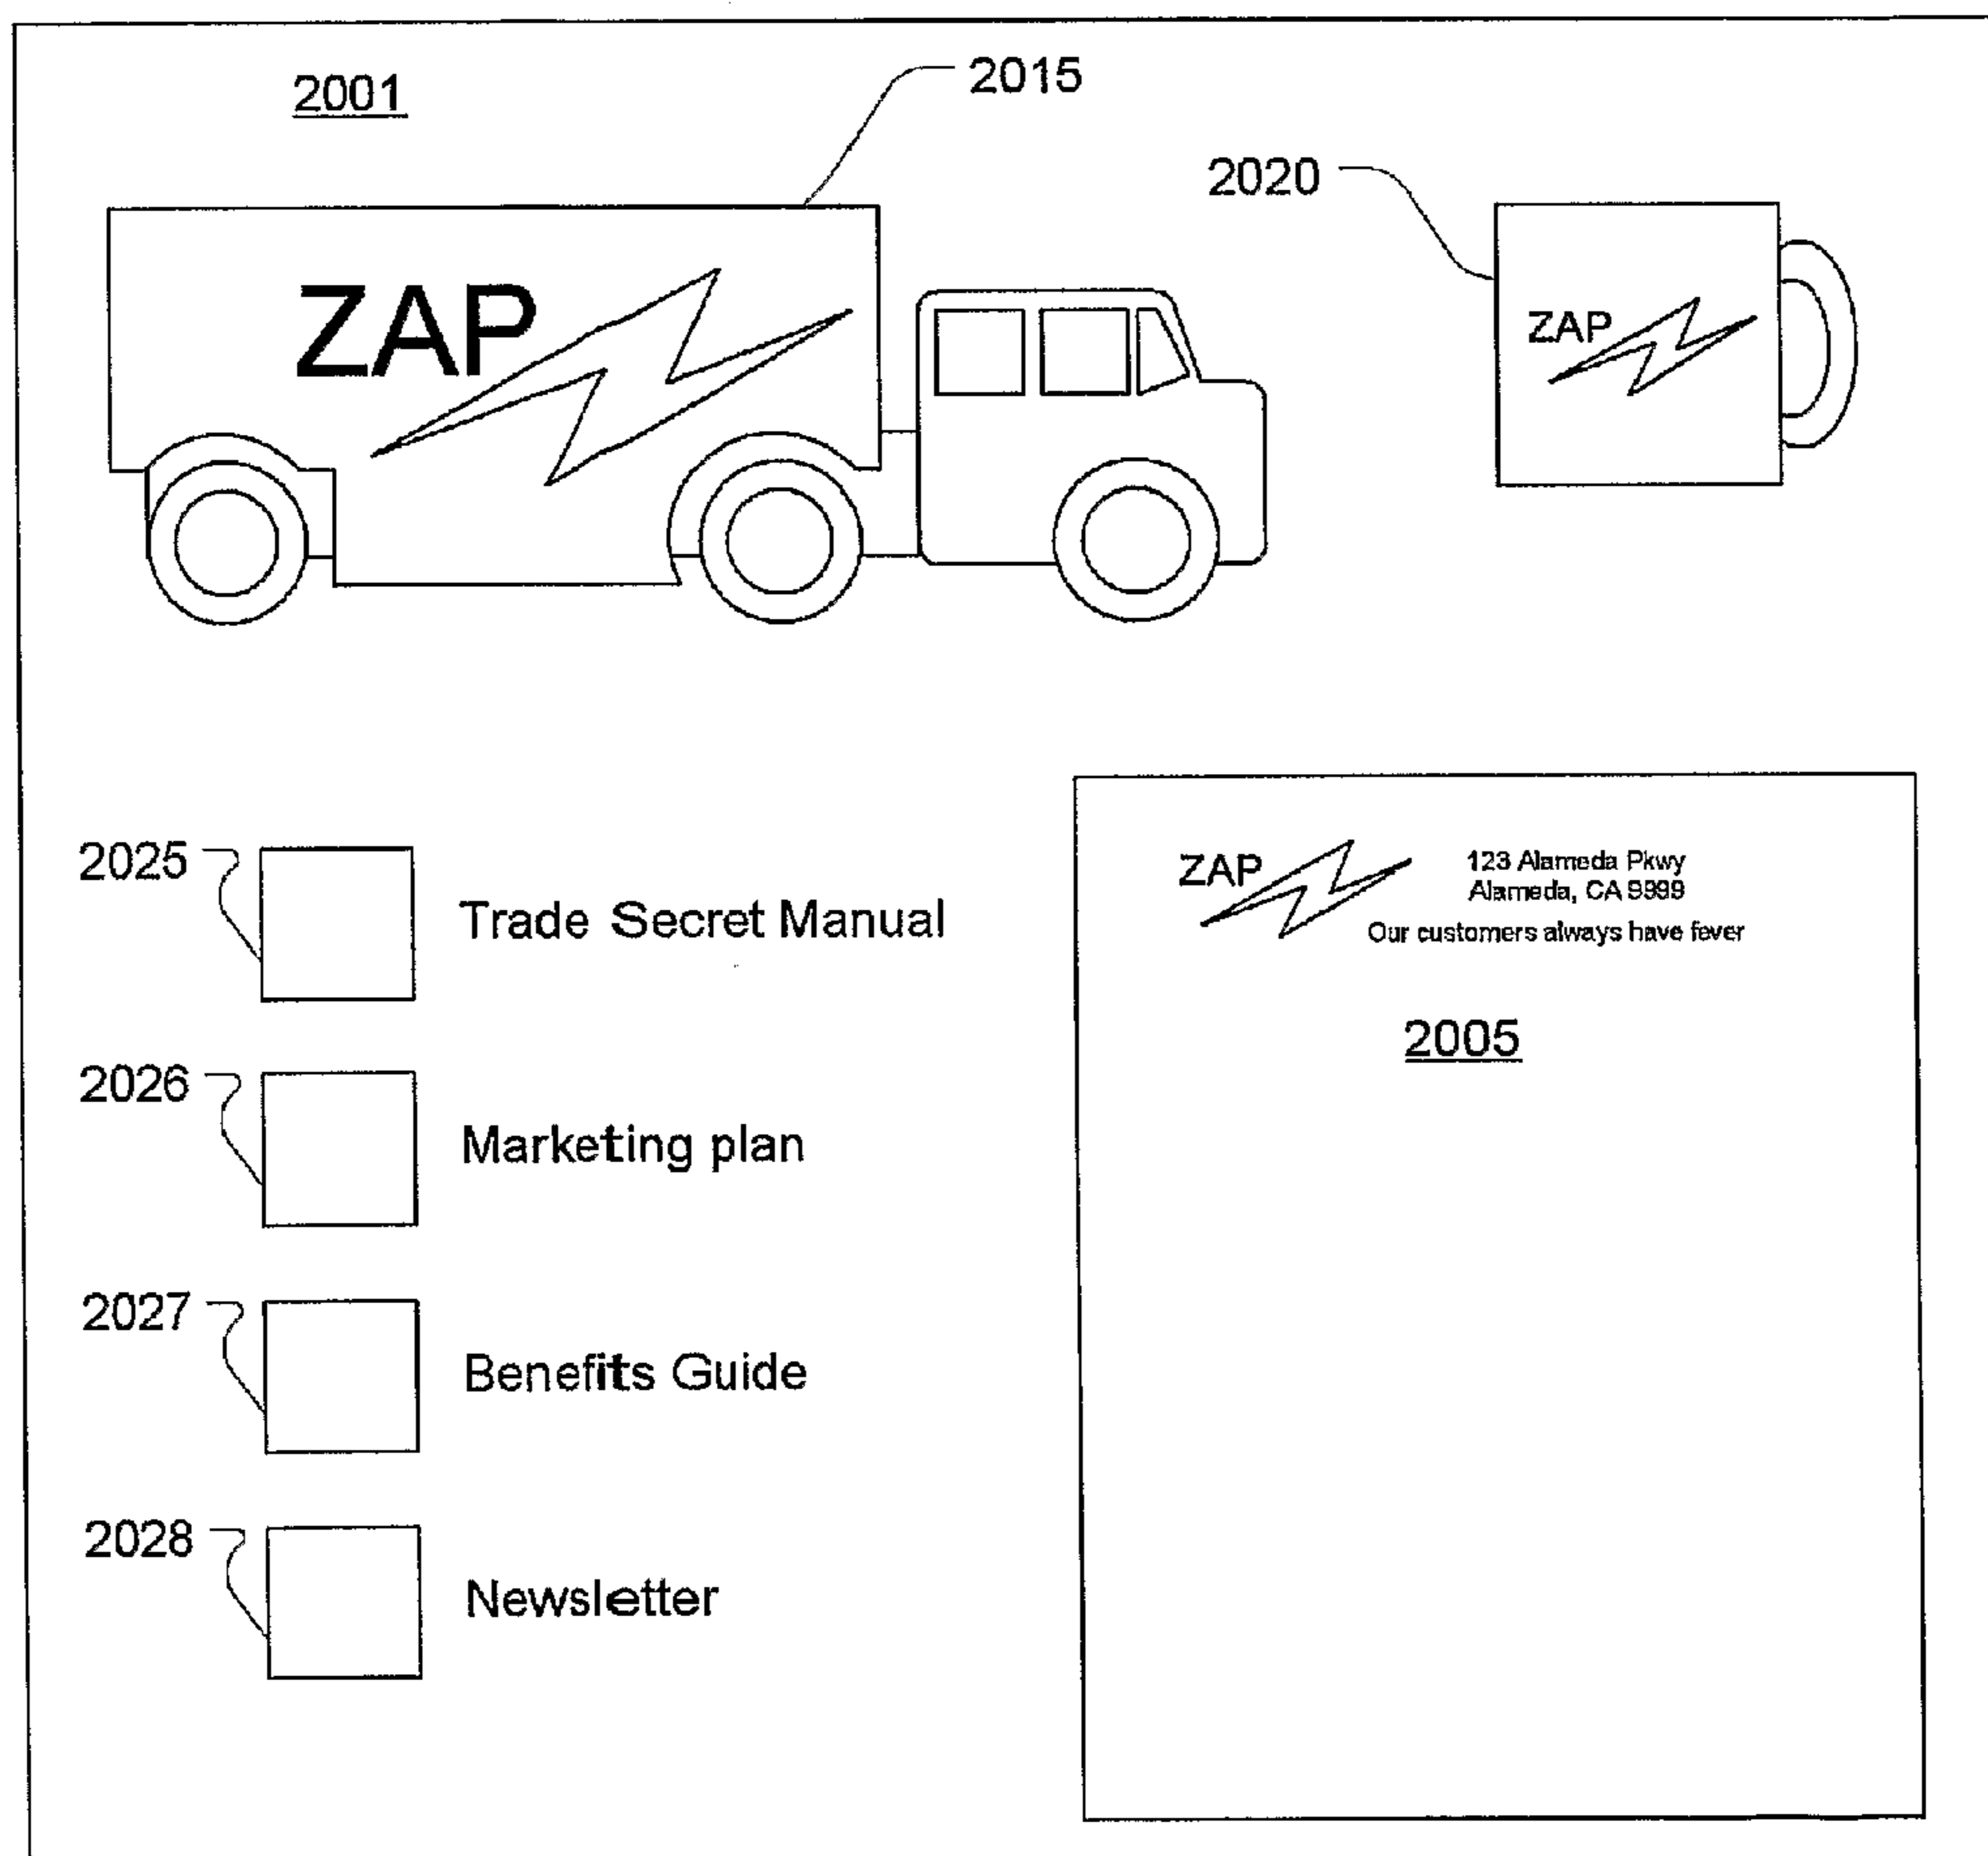 2001
2015
2020
ZAP
ZAP
2025
Trade Secret Manual
2026
Marketing plan
2027
Benefits Guide
2028
Newsletter
ZAP
123 Alameda Pkwy
Alameda, CA 9999
Our customers always have fever
2005